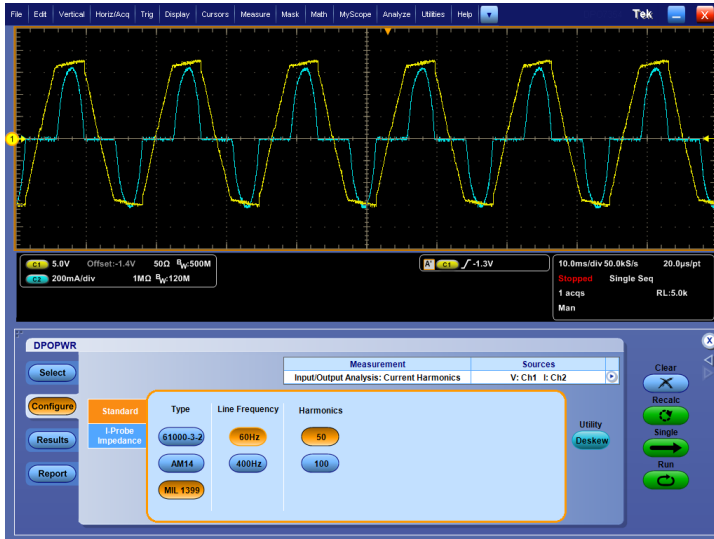 File Edit Vertical Horiz/Acq Trig Display Cursors Measure Mask Math MyScope Analyze Utilities Help Tek
1
C1 5.0V Offset:-1.4V 50Ω BW:500M
C2 200mA/div 1MΩ BW:120M
A' C1 -1.3V
10.0ms/div 50.0kS/s 20.0µs/pt
Stopped Single Seq
1 acqs RL:5.0k
Man
DPOPWR
Select
Configure
Results
Report
Measurement Sources
Input/Output Analysis: Current Harmonics V: Ch1 I: Ch2
Standard
I-Probe
Impedance
Type Line Frequency Harmonics
61000-3-2 60Hz 50
AM14 400Hz 100
MIL 1399
Utility
Deskew
Clear
Recalc
Single
Run